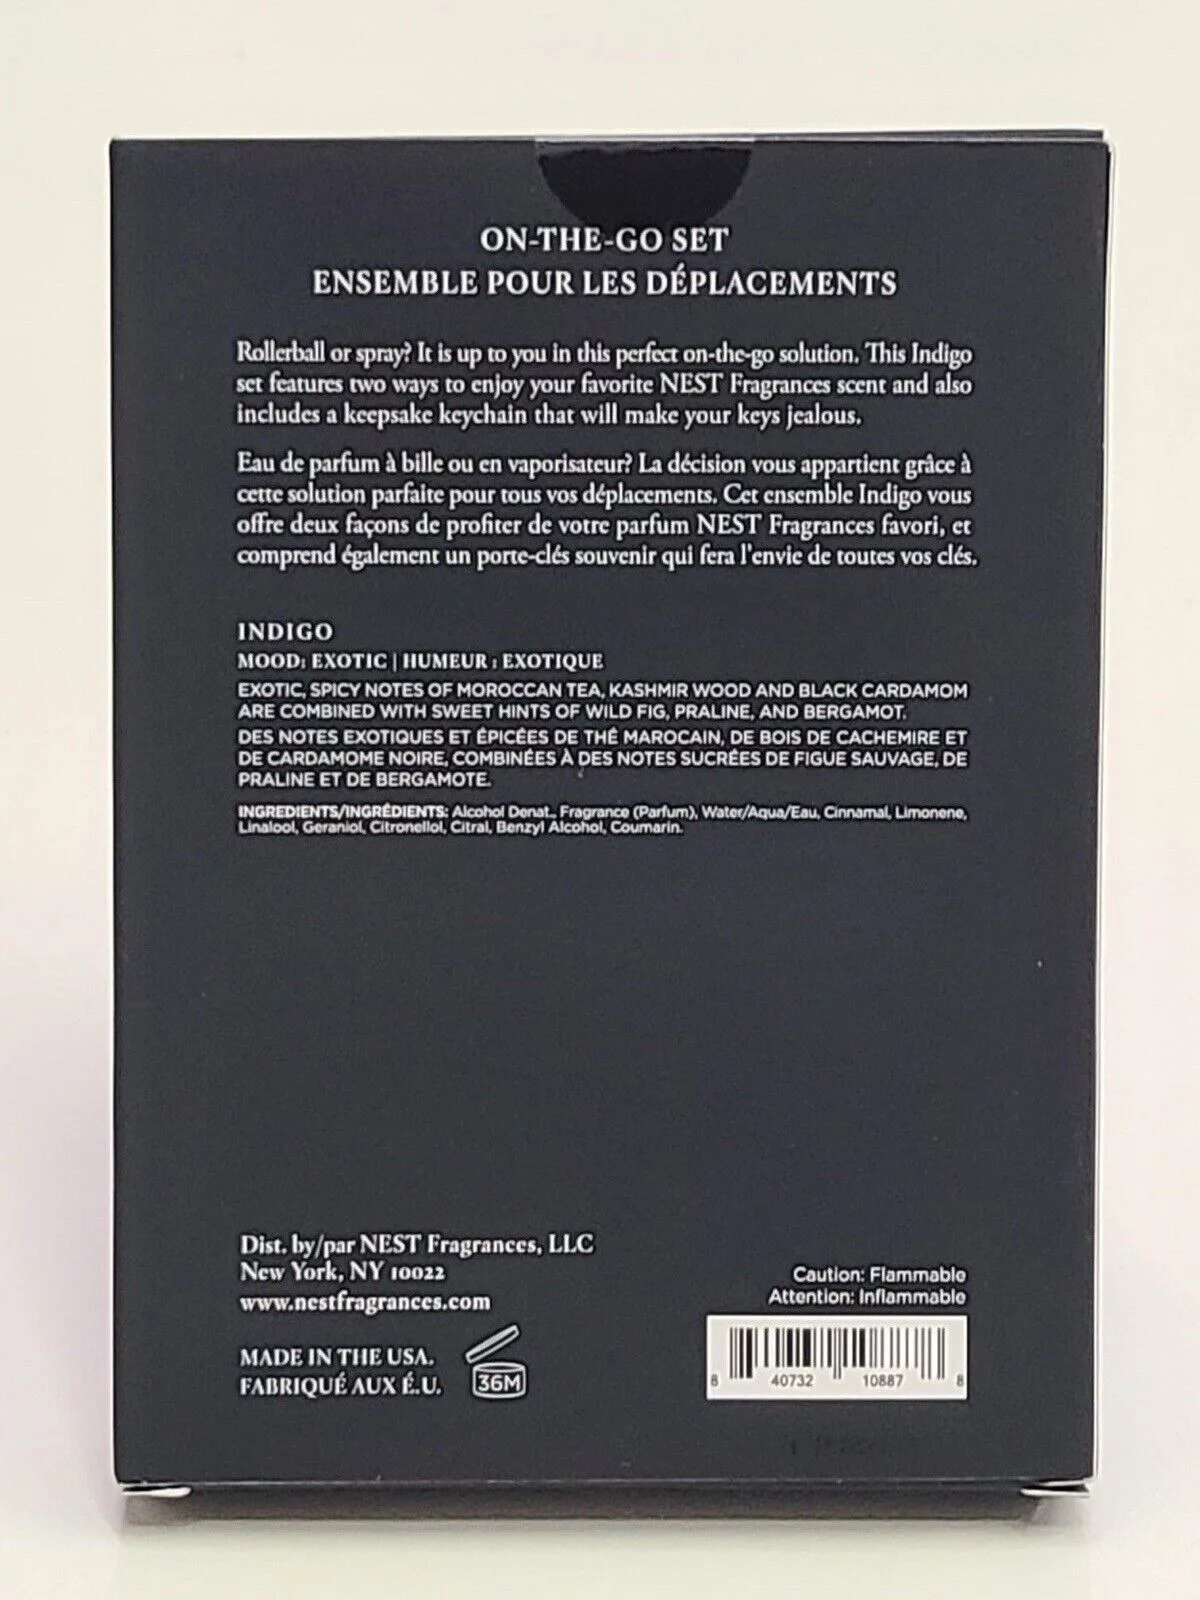 ON-THE-GO SET
ENSEMBLE POUR LES DÉPLACEMENTS
Rollerball or spray? It is up to you in this perfect on-the-go solution. This Indigo
set features two ways to enjoy your favorite NEST Fragrances scent and also
includes a keepsake keychain that will make your keys jealous.
Eau de parfum à bille ou en vaporisateur? La décision vous appartient grâce à
cette solution parfaite pour tous vos déplacements. Cet ensemble Indigo vous
offre deux façons de profiter de votre parfum NEST Fragrances favori, et
comprend également un porte-clés souvenir qui fera l'envie de toutes vos clés.
INDIGO
MOOD: EXOTIC | HUMEUR : EXOTIQUE
EXOTIC, SPICY NOTES OF MOROCCAN TEA, KASHMIR WOOD AND BLACK CARDAMOM
ARE COMBINED WITH SWEET HINTS OF WILD FIG, PRALINE, AND BERGAMOT.
DES NOTES EXOTIQUES ET ÉPICÉES DE THÉ MAROCAIN, DE BOIS DE CACHEMIRE ET
DE CARDAMOME NOIRE, COMBINÉES À DES NOTES SUCRÉES DE FIGUE SAUVAGE, DE
PRALINE ET DE BERGAMOTE.
INGREDIENTS/INGRÉDIENTS: Alcohol Denat., Fragrance (Parfum), Water/Aqua/Eau, Cinnamal, Limonene,
Linalool, Geraniol, Citronellol, Citral, Benzyl Alcohol, Coumarin.
Dist. by/par NEST Fragrances, LLC
New York, NY 10022
www.nestfragrances.com
MADE IN THE USA.
FABRIQUÉ AUX É.U.
36M
Caution: Flammable
Attention: Inflammable
8 40732 10887 8